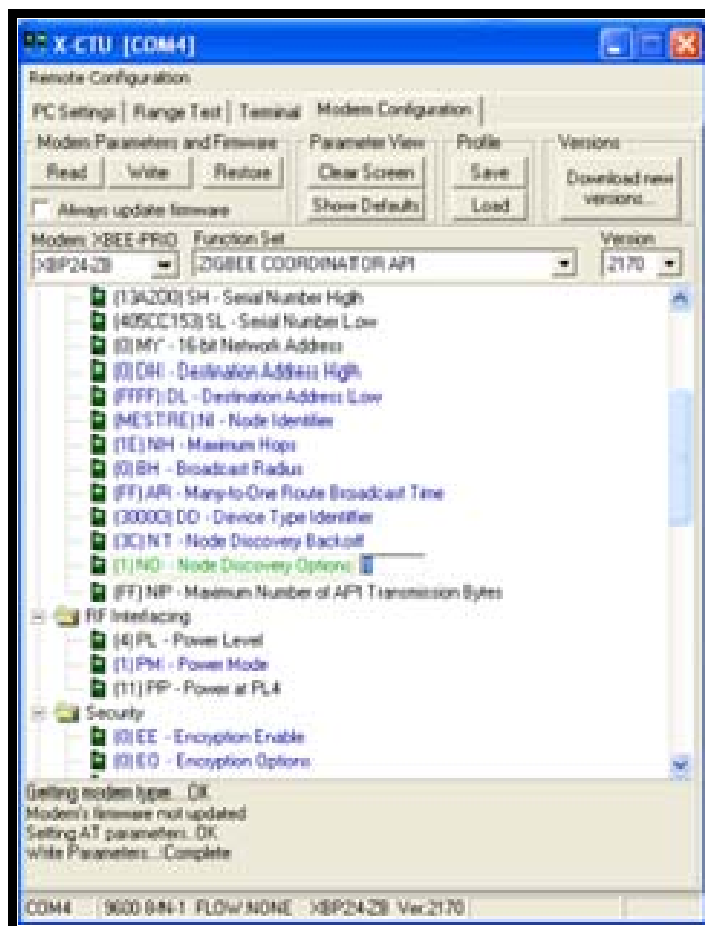 X-CTU [COM4]
Remote Configuration
PC Settings | Range Test | Terminal | Modem Configuration
Modem Parameters and Firmware Parameter View Profile Versions
Read Write Restore Clear Screen Save Download new versions...
Always update firmware Show Defaults Load
Modem: XBEE-PRO Function Set Version
XBP24-ZB ZIGBEE COORDINATOR API 2170
(13A200) SH - Serial Number High
(405CC153) SL - Serial Number Low
(0) MY - 16-bit Network Address
(0) DH - Destination Address High
(FFFF) DL - Destination Address Low
(MESTRE) NI - Node Identifier
(1E) NH - Maximum Hops
(0) BH - Broadcast Radius
(FF) AR - Many-to-One Route Broadcast Time
(30000) DD - Device Type Identifier
(3C) NT - Node Discovery Backoff
(1) NO - Node Discovery Options
(FF) NP - Maximum Number of API Transmission Bytes
RF Interfacing
(4) PL - Power Level
(1) PM - Power Mode
(11) PP - Power at PL4
Security
(0) EE - Encryption Enable
(0) EO - Encryption Options
Getting modem type....OK
Modem's firmware not updated
Setting AT parameters..OK
Write Parameters...Complete
COM4 9600 8-N-1 FLOW:NONE XBP24-ZB Ver:2170